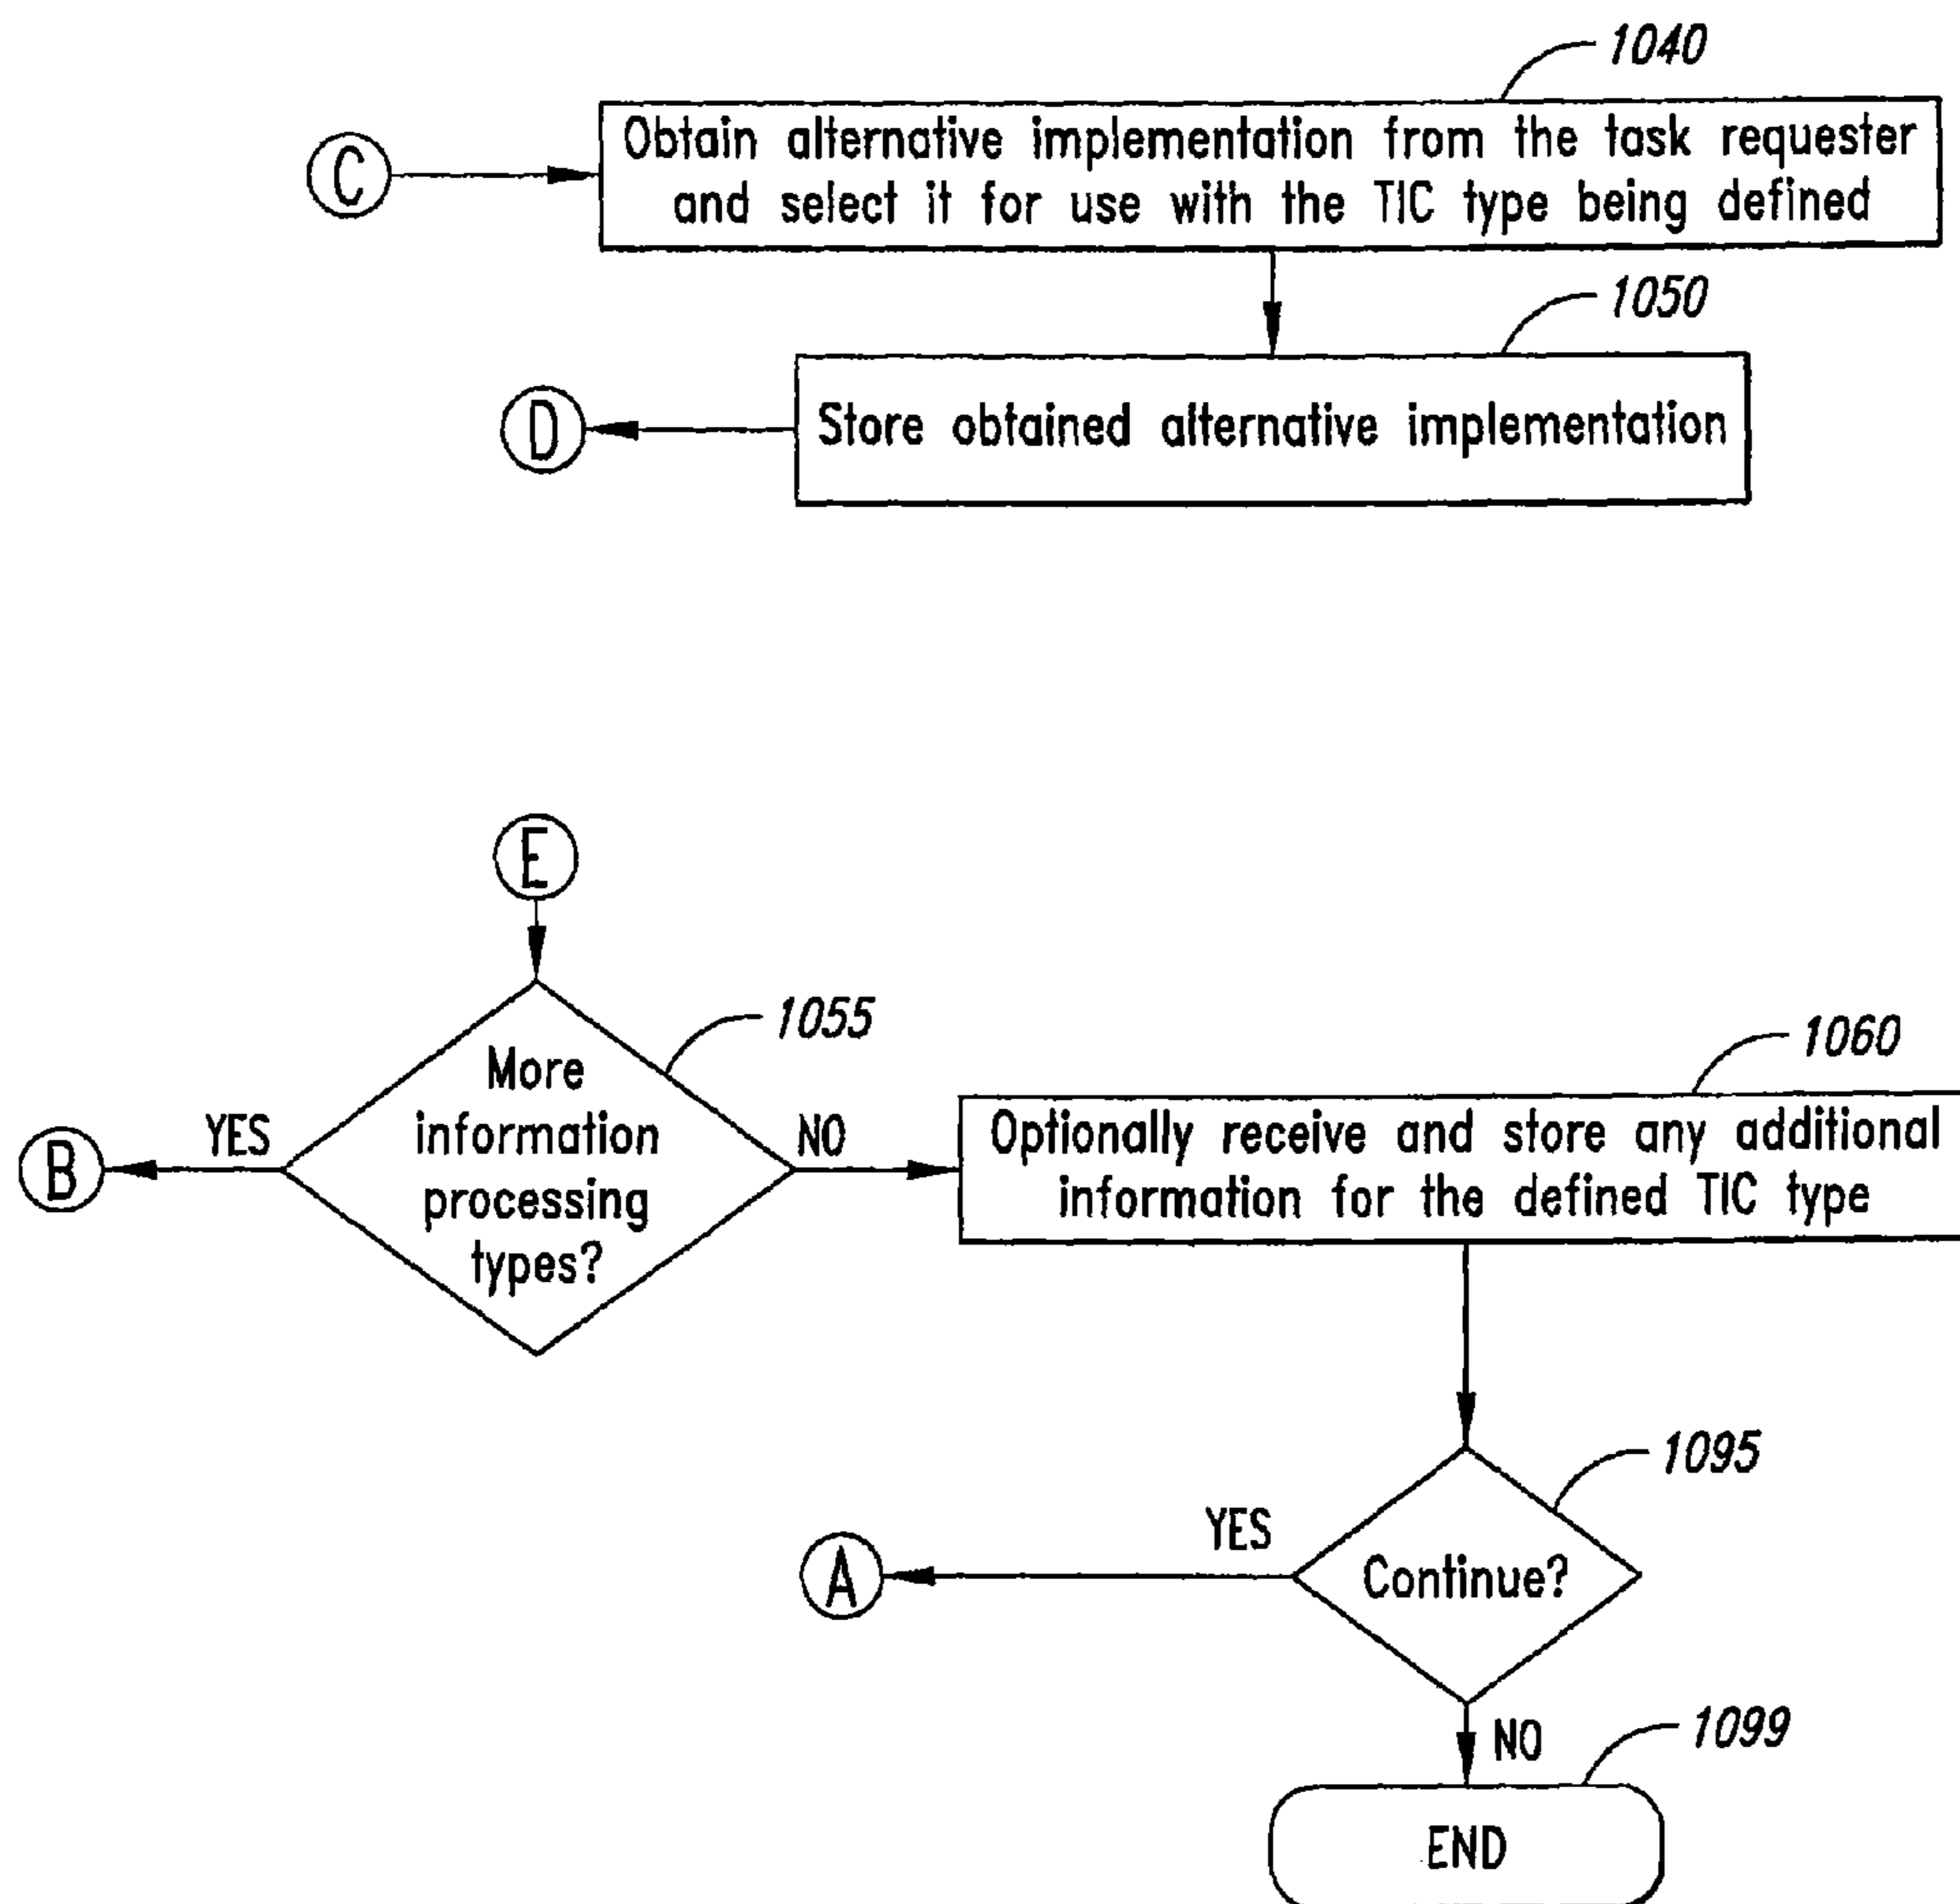 1040
C
Obtain alternative implementation from the task requester
and select it for use with the TIC type being defined
1050
D
Store obtained alternative implementation
E
1055
More
information
processing
types?
YES
B
NO
1060
Optionally receive and store any additional
information for the defined TIC type
1095
YES
A
Continue?
NO
1099
END